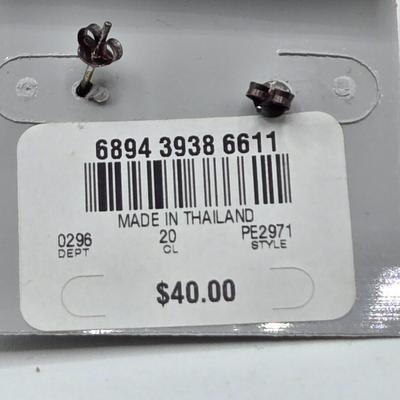 6894 3938 6611
MADE IN THAILAND
0296 20 PE2971
DEPT CL STYLE
$40.00